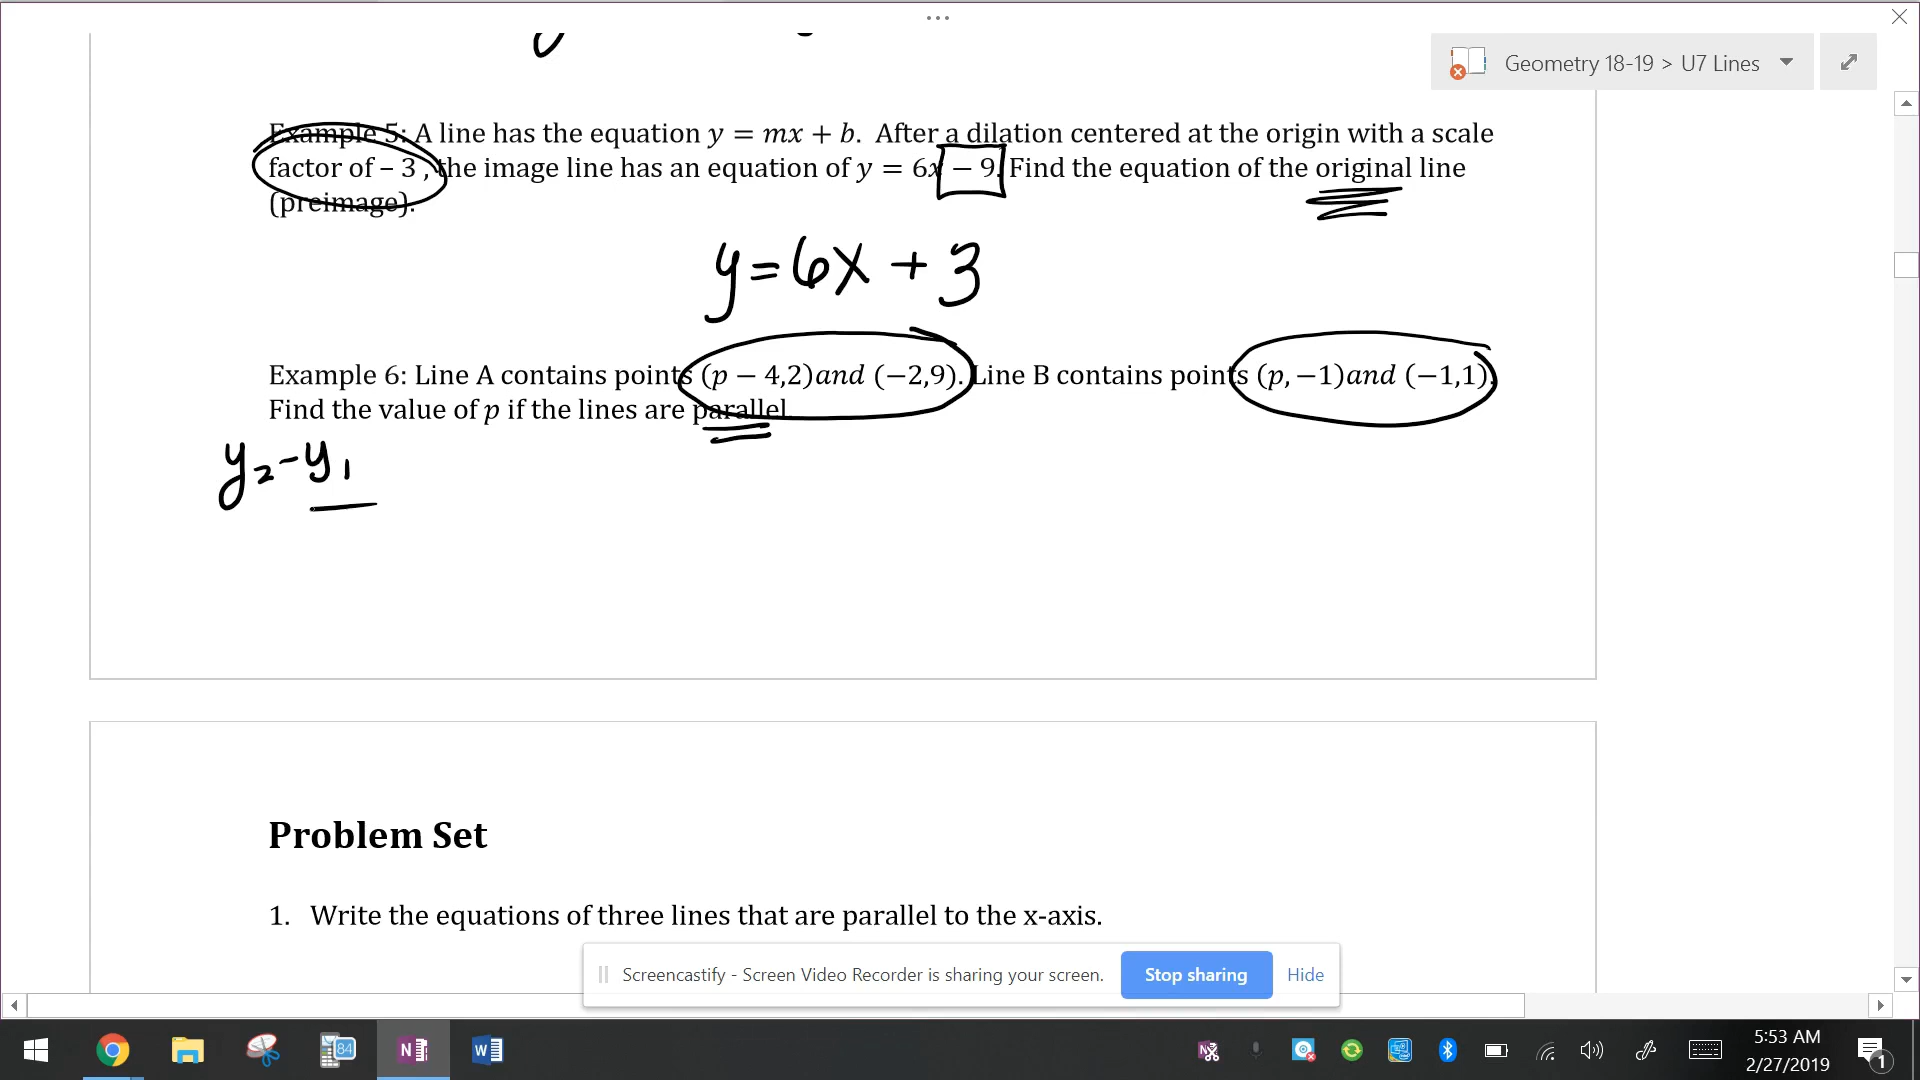 Geometry 18-19 > U7 Lines
Example 5: A line has the equation y = mx + b. After a dilation centered at the origin with a scale
factor of – 3 , the image line has an equation of y = 6x − 9. Find the equation of the original line
(preimage).
y = 6x + 3
Example 6: Line A contains points (p − 4,2)and (−2,9). Line B contains points (p, −1)and (−1,1).
Find the value of p if the lines are parallel.
y₂ - y₁
Problem Set
1. Write the equations of three lines that are parallel to the x-axis.
Screencastify - Screen Video Recorder is sharing your screen.
Stop sharing
Hide
84
N
W
5:53 AM
2/27/2019
1